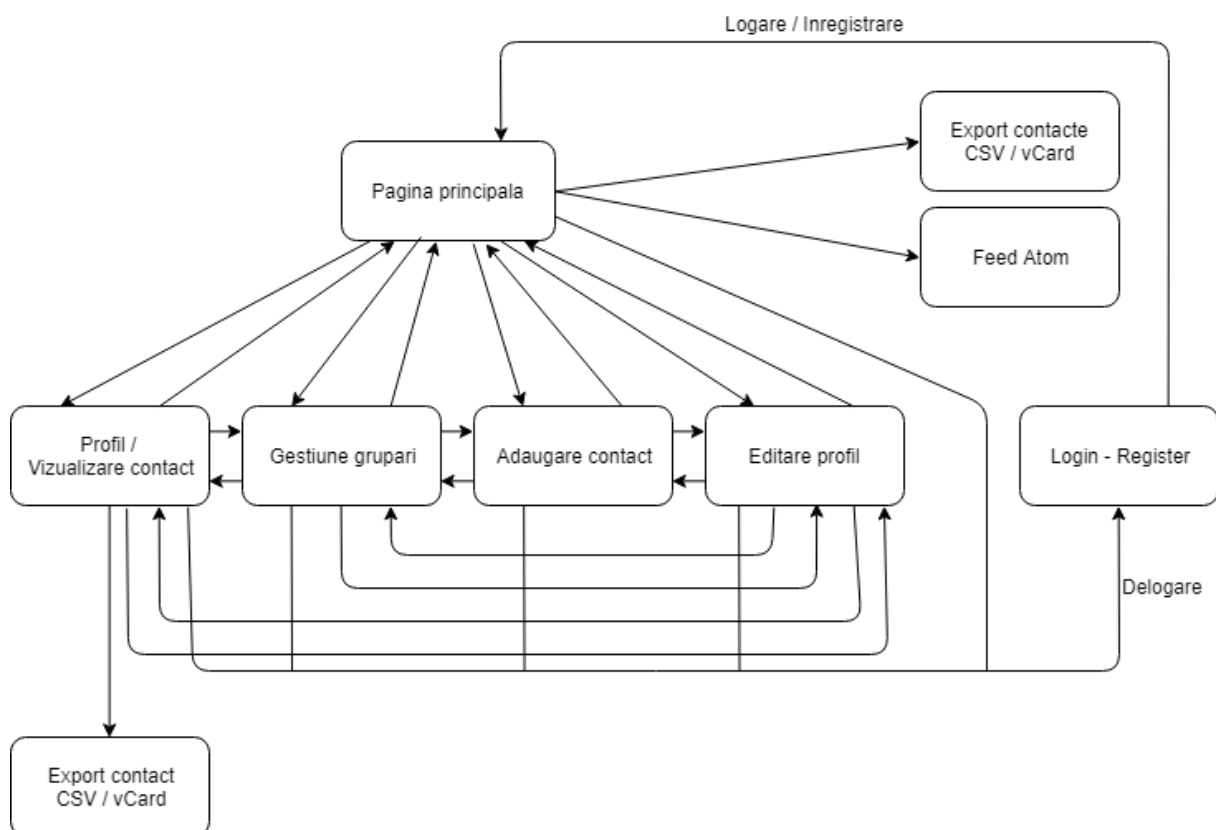 Logare / Inregistrare
Export contacte
CSV / vCard
Pagina principala
Feed Atom
Profil /
Vizualizare contact
Gestiune grupari
Adaugare contact
Editare profil
Login - Register
Delogare
Export contact
CSV / vCard